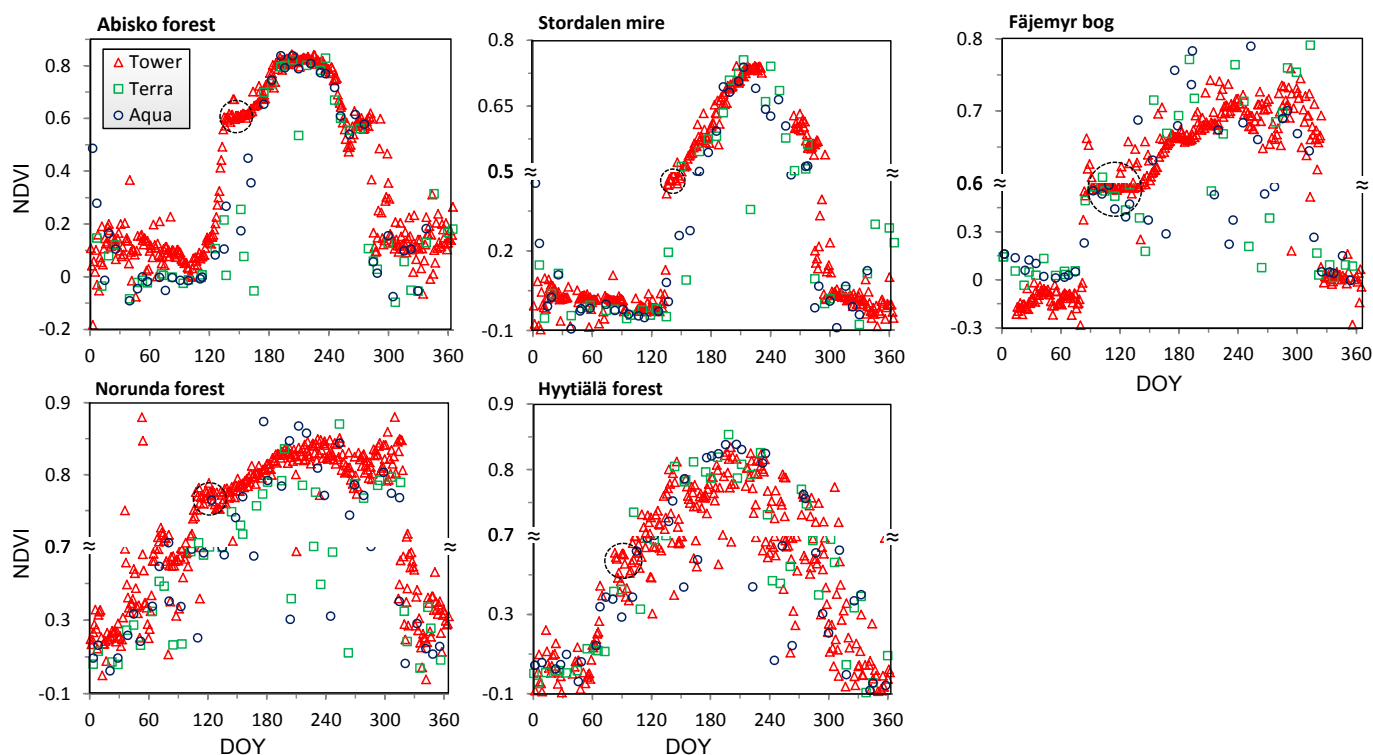 Abisko forest
Stordalen mire
Fäjemyr bog
Tower
Terra
Aqua
NDVI
0.8
0.6
0.4
0.2
0
-0.2
0 60 120 180 240 300 360
0.8
0.65
0.5
0.2
-0.1
≈ ≈
0 60 120 180 240 300 360
0.8
0.7
0.6
0.3
0
-0.3
≈ ≈
0 60 120 180 240 300 360
DOY
Norunda forest
Hyytiälä forest
NDVI
0.9
0.8
0.7
0.3
-0.1
≈ ≈
0 60 120 180 240 300 360
DOY
0.9
0.8
0.7
0.3
-0.1
≈ ≈
0 60 120 180 240 300 360
DOY